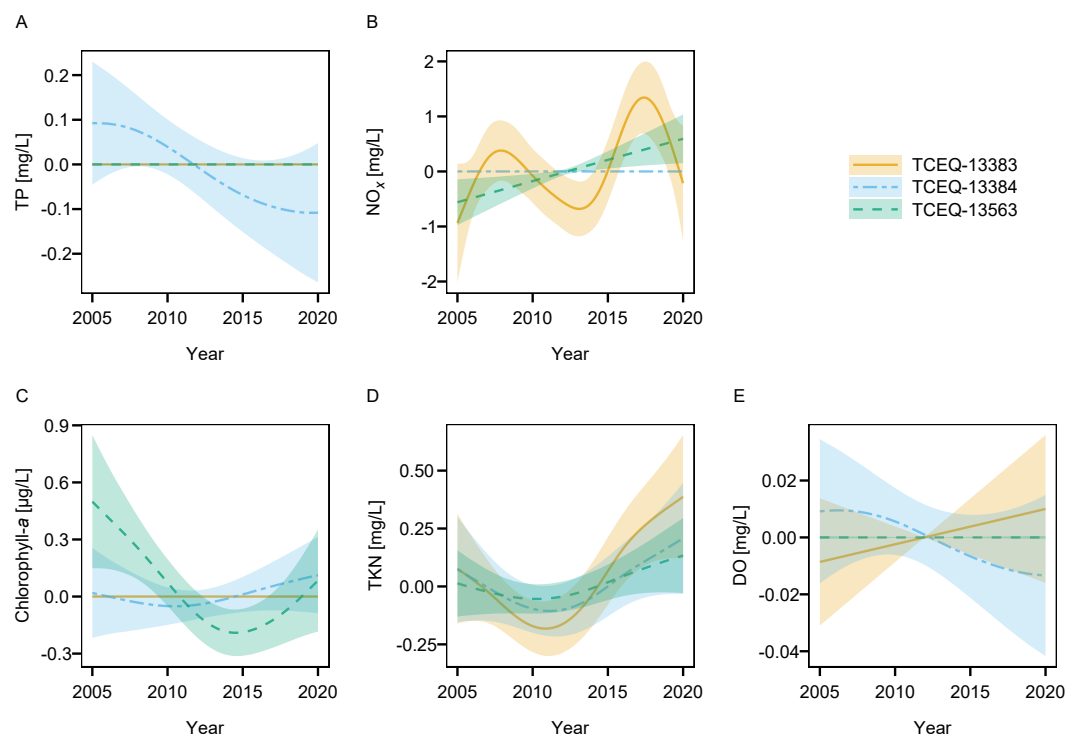 A
B
TP [mg/L]
0.2
0.1
0.0
-0.1
-0.2
2005 2010 2015 2020
Year
NOx [mg/L]
2
1
0
-1
-2
2005 2010 2015 2020
Year
TCEQ-13383
TCEQ-13384
TCEQ-13563
C
D
E
Chlorophyll-a [µg/L]
0.9
0.6
0.3
0.0
-0.3
2005 2010 2015 2020
Year
TKN [mg/L]
0.50
0.25
0.00
-0.25
2005 2010 2015 2020
Year
DO [mg/L]
0.02
0.00
-0.02
-0.04
2005 2010 2015 2020
Year